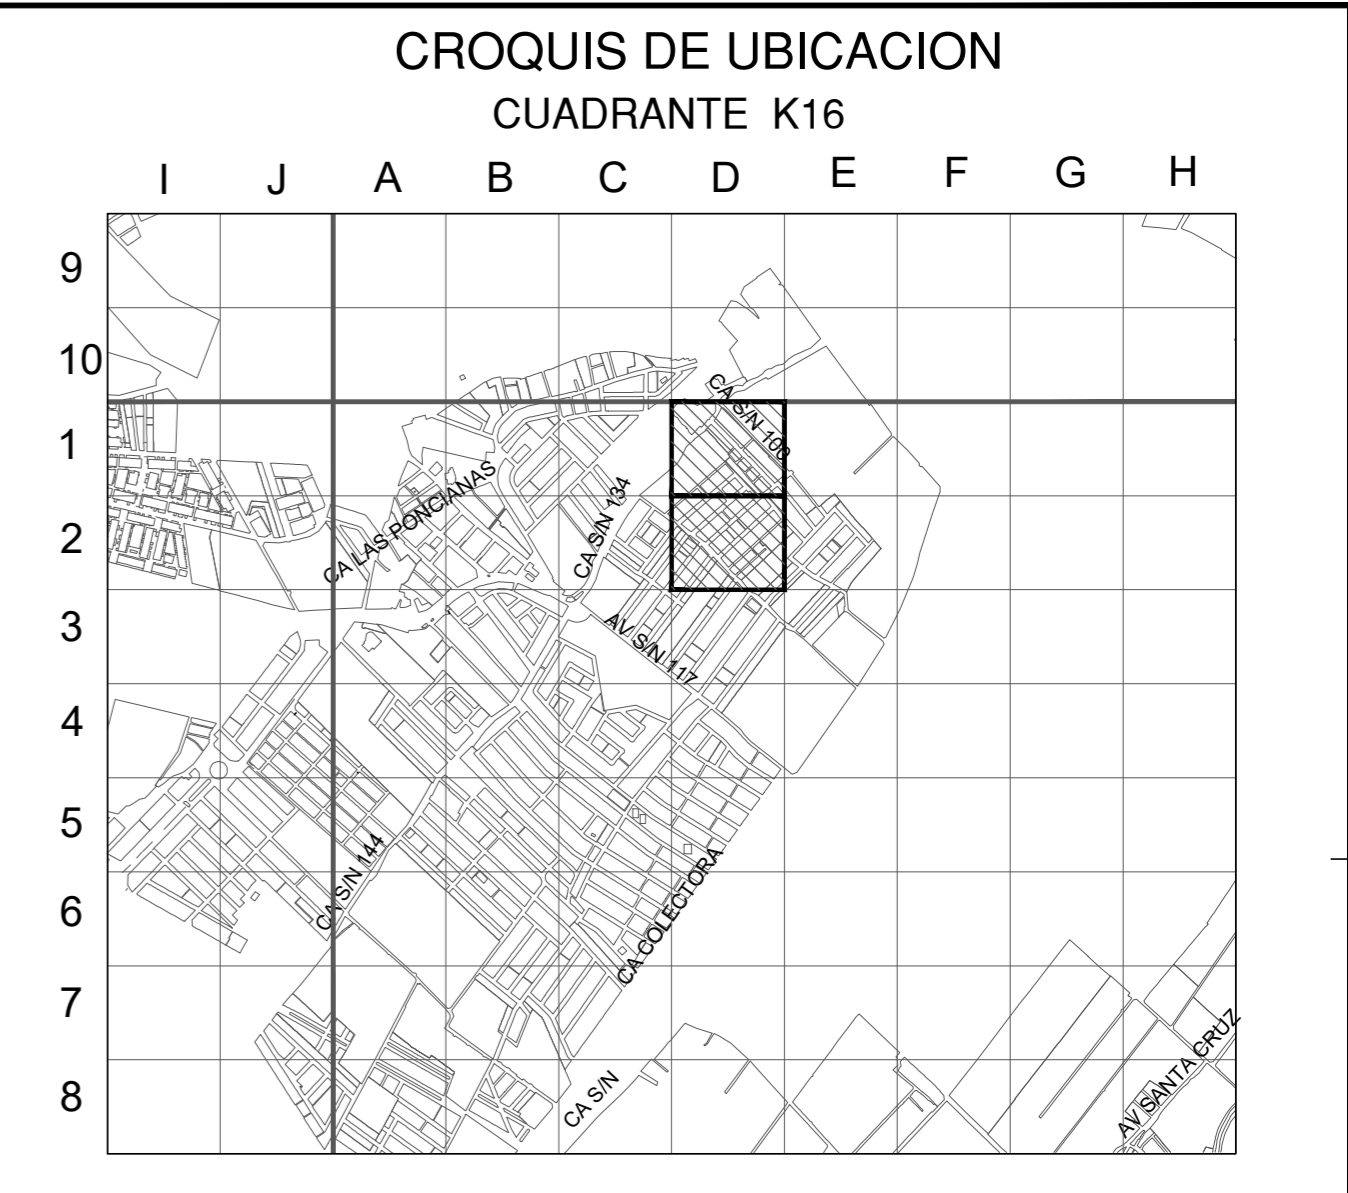 CROQUIS DE UBICACION
CUADRANTE K16
I J A B C D E F G H
9
10
CA S/N 108
1
CA LAS PONCIANAS
CA S/N 134
2
AV S/N 117
3
4
5
CA S/N 144
CA COLECTORA
6
7
CA S/N
AV SANTA CRUZ
8